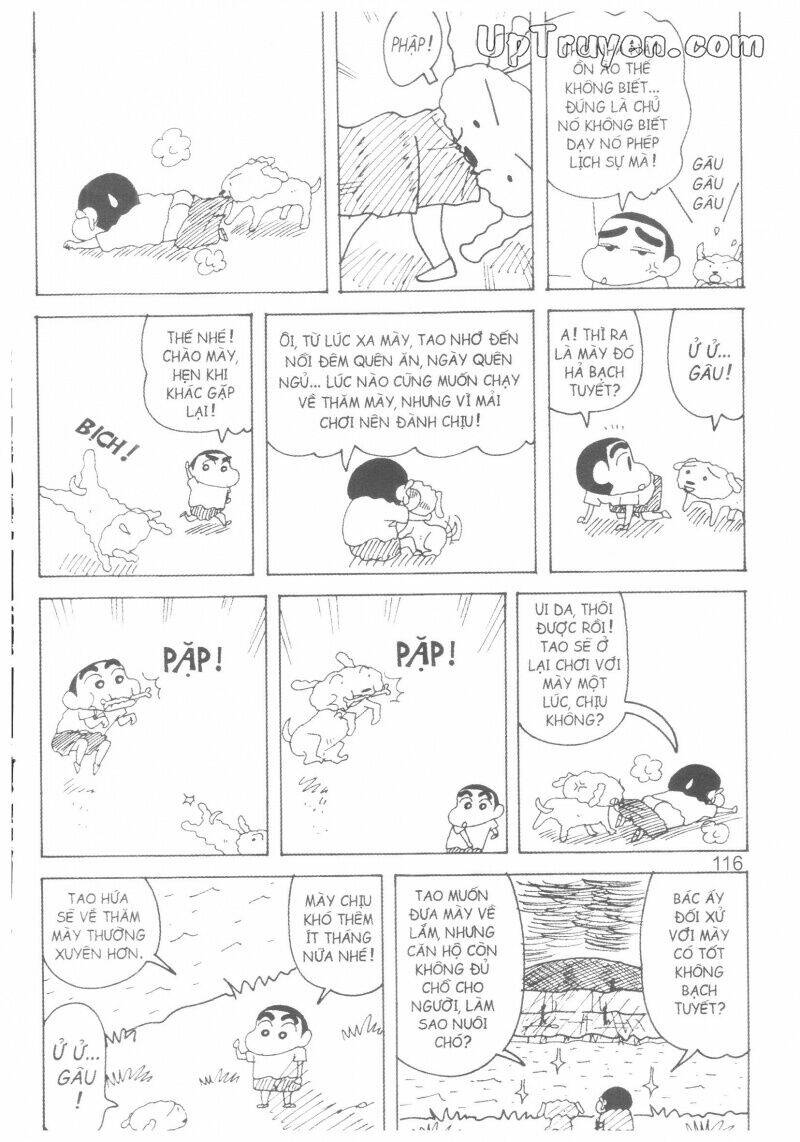 UpTruyen.com
NHÀ
ỒN ÀO THẾ
KHÔNG BIẾT...
ĐÚNG LÀ CHỦ
NÓ KHÔNG BIẾT
DẠY NÓ PHÉP
LỊCH SỰ MÀ!
GÂU
GÂU
GÂU
PHẬP!
Ử Ử...
GÂU!
A! THÌ RA
LÀ MÀY ĐÓ
HẢ BẠCH
TUYẾT?
ÔI, TỪ LÚC XA MÀY, TAO NHỚ ĐẾN
NỖI ĐÊM QUÊN ĂN, NGÀY QUÊN
NGỦ... LÚC NÀO CŨNG MUỐN CHẠY
VỀ THĂM MÀY, NHƯNG VÌ MẢI
CHƠI NÊN ĐÀNH CHỊU!
THẾ NHÉ!
CHÀO MÀY,
HẸN KHI
KHÁC GẶP
LẠI!
BỊCH!
UI DA, THÔI
ĐƯỢC RỒI!
TAO SẼ Ở
LẠI CHƠI VỚI
MÀY MỘT
LÚC, CHỊU
KHÔNG?
PẶP!
PẶP!
116
BÁC ẤY
ĐỐI XỬ
VỚI MÀY
CÓ TỐT
KHÔNG
BẠCH
TUYẾT?
TAO MUỐN
ĐƯA MÀY VỀ
LẮM, NHƯNG
CĂN HỘ CÒN
KHÔNG ĐỦ
CHỖ CHO
NGƯỜI, LÀM
SAO NUÔI
CHÓ?
MÀY CHỊU
KHÓ THÊM
ÍT THÁNG
NỮA NHÉ!
TAO HỨA
SẼ VỀ THĂM
MÀY THƯỜNG
XUYÊN HƠN.
Ử Ử...
GÂU
!